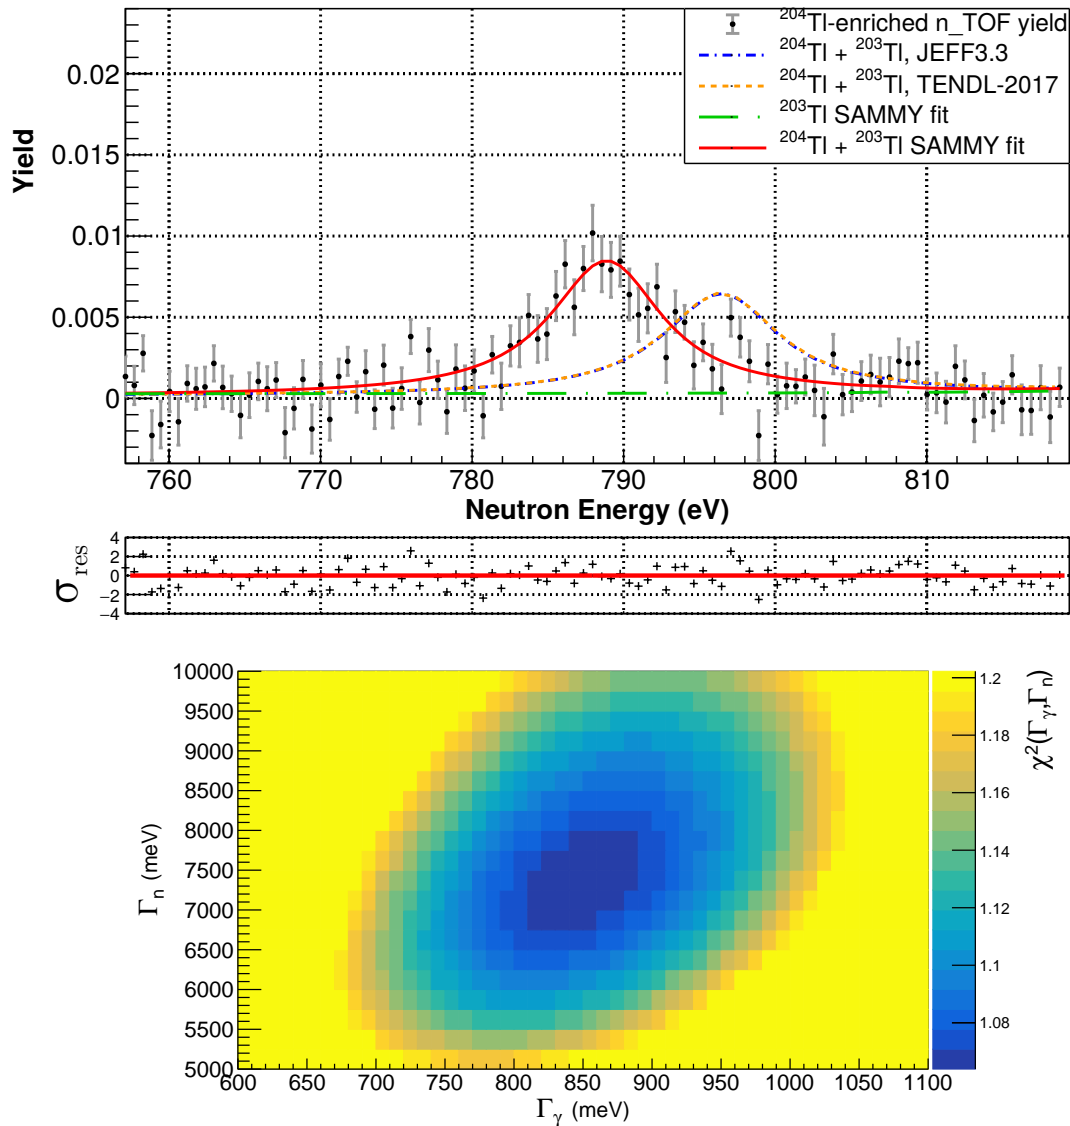 ²⁰⁴Tl-enriched n_TOF yield
²⁰⁴Tl + ²⁰³Tl, JEFF3.3
²⁰⁴Tl + ²⁰³Tl, TENDL-2017
²⁰³Tl SAMMY fit
²⁰⁴Tl + ²⁰³Tl SAMMY fit
Yield
0.02
0.015
0.01
0.005
0
760 770 780 790 800 810
Neutron Energy (eV)
σres
4
2
0
−2
−4
10000
9500
9000
8500
8000
7500
7000
6500
6000
5500
5000
Γn (meV)
600 650 700 750 800 850 900 950 1000 1050 1100
Γγ (meV)
1.2
1.18
1.16
1.14
1.12
1.1
1.08
χ²(Γγ,Γn)